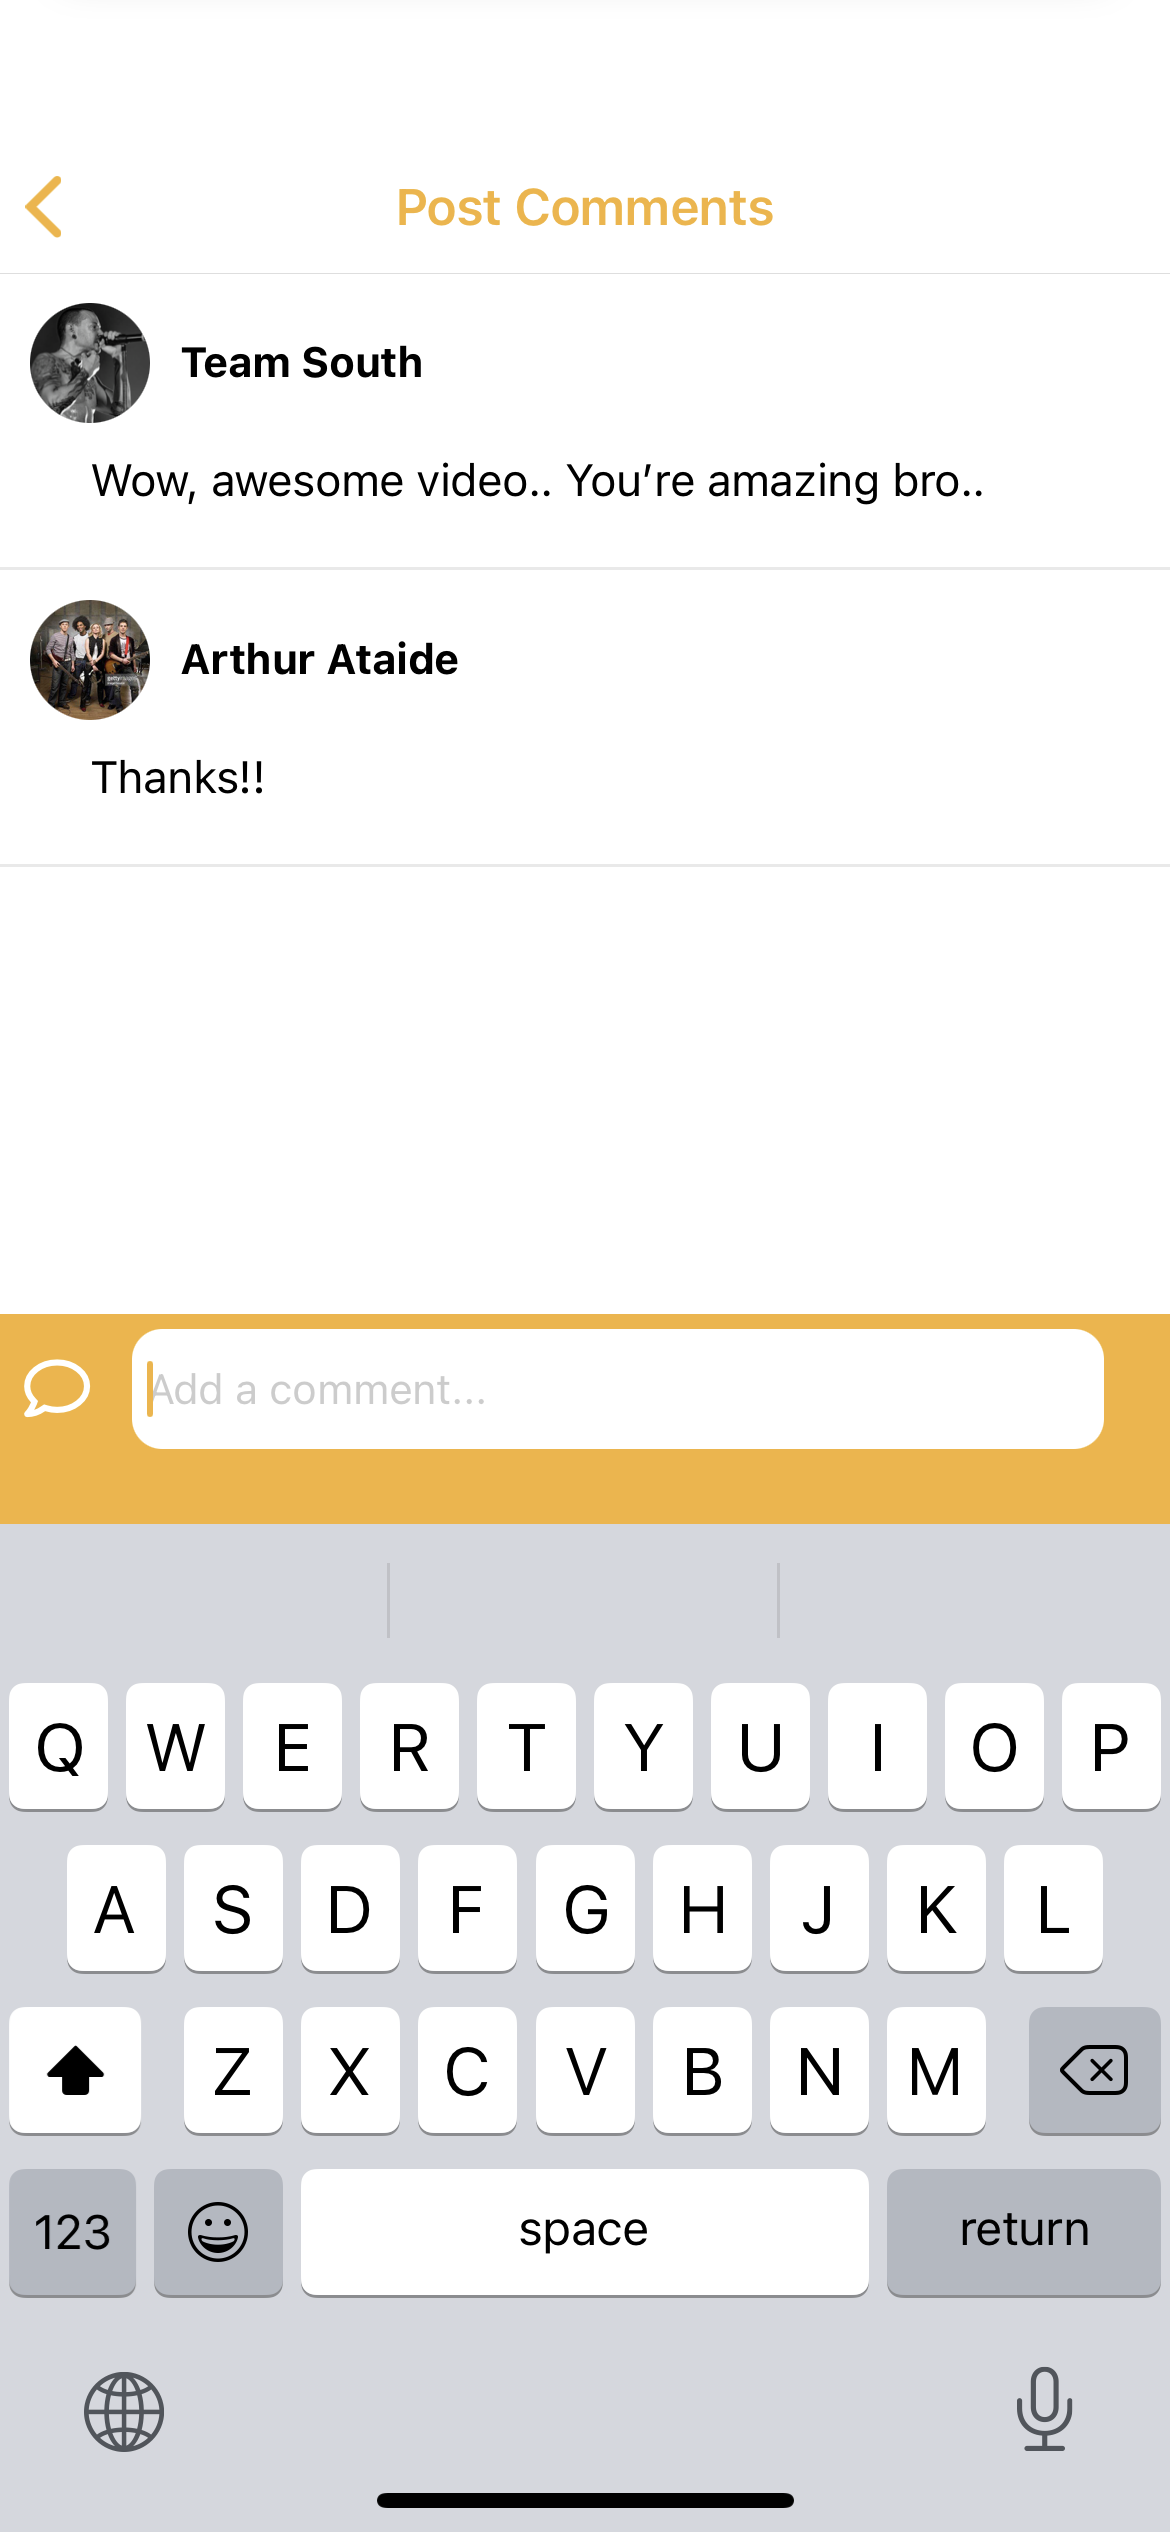 Post Comments
Team South
Wow, awesome video.. You’re amazing bro..
Arthur Ataide
Thanks!!
Add a comment...
Q W E R T Y U I O P
A S D F G H J K L
Z X C V B N M
123 space return